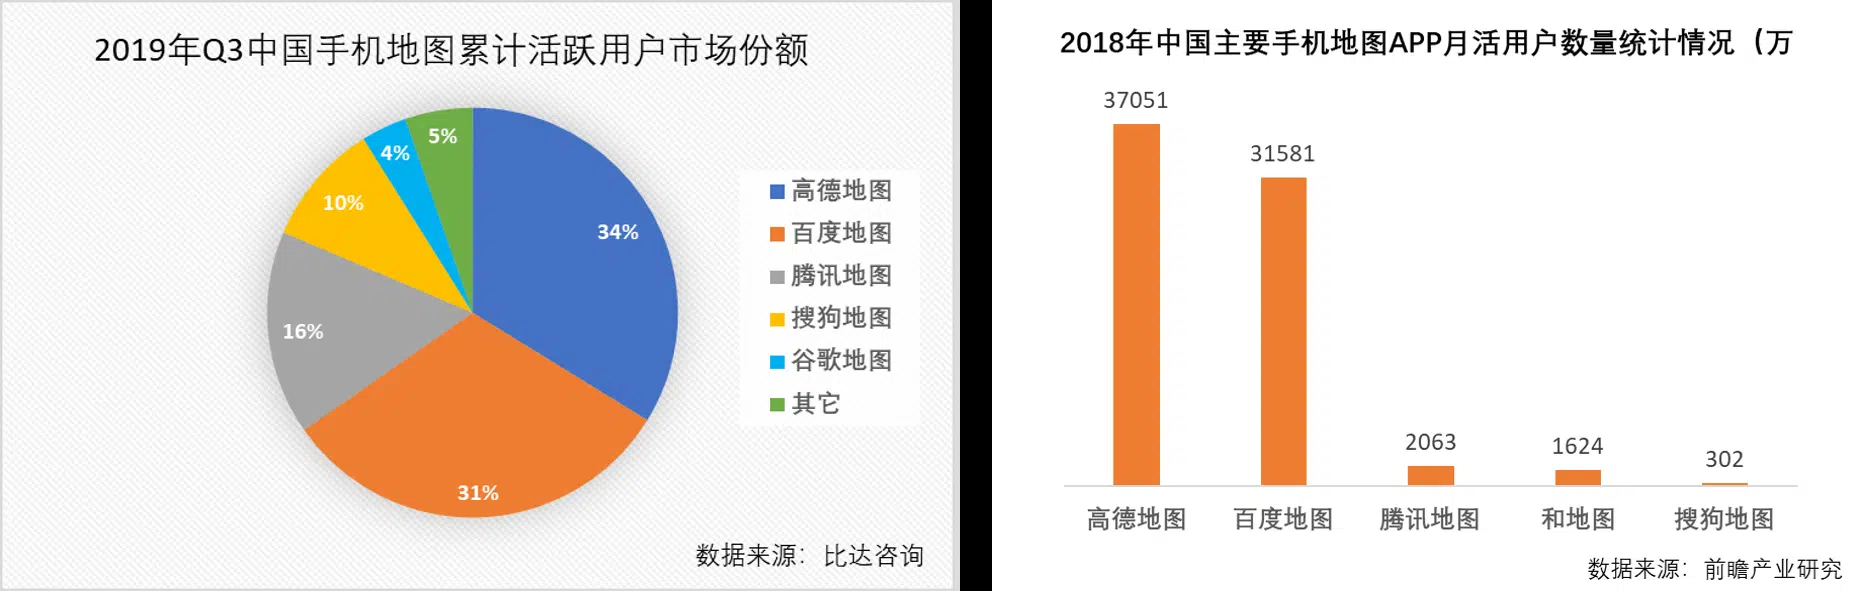 2019年Q3中国手机地图累计活跃用户市场份额
5%
4%
10%
34%
16%
31%
高德地图
百度地图
腾讯地图
搜狗地图
谷歌地图
其它
数据来源：比达咨询
2018年中国主要手机地图APP月活用户数量统计情况（万
37051
31581
2063
1624
302
高德地图
百度地图
腾讯地图
和地图
搜狗地图
数据来源：前瞻产业研究